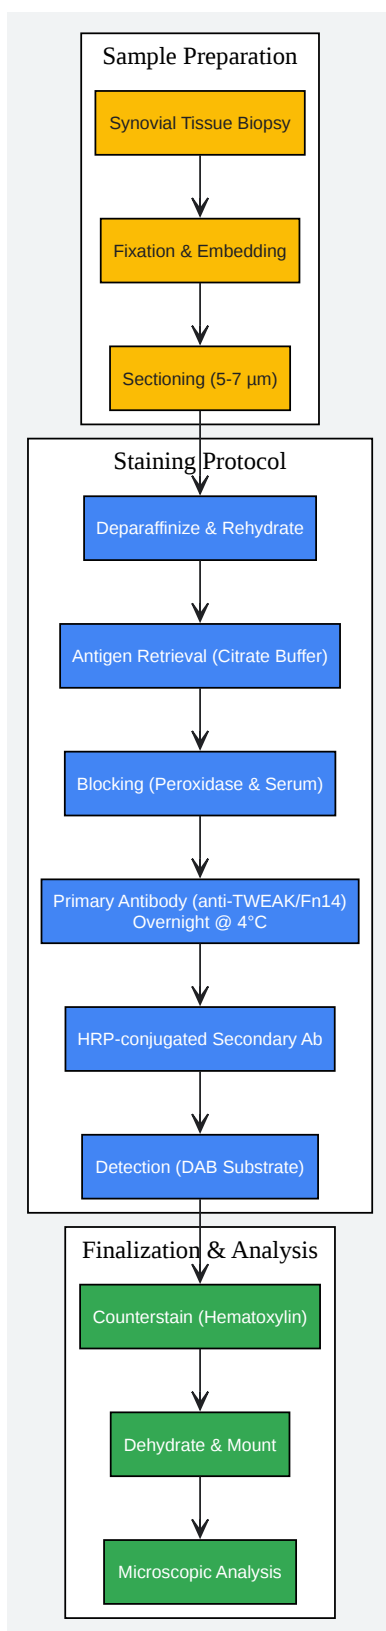 Sample Preparation
Synovial Tissue Biopsy
Fixation & Embedding
Sectioning (5-7 µm)
Staining Protocol
Deparaffinize & Rehydrate
Antigen Retrieval (Citrate Buffer)
Blocking (Peroxidase & Serum)
Primary Antibody (anti-TWEAK/Fn14)
Overnight @ 4°C
HRP-conjugated Secondary Ab
Detection (DAB Substrate)
Finalization & Analysis
Counterstain (Hematoxylin)
Dehydrate & Mount
Microscopic Analysis